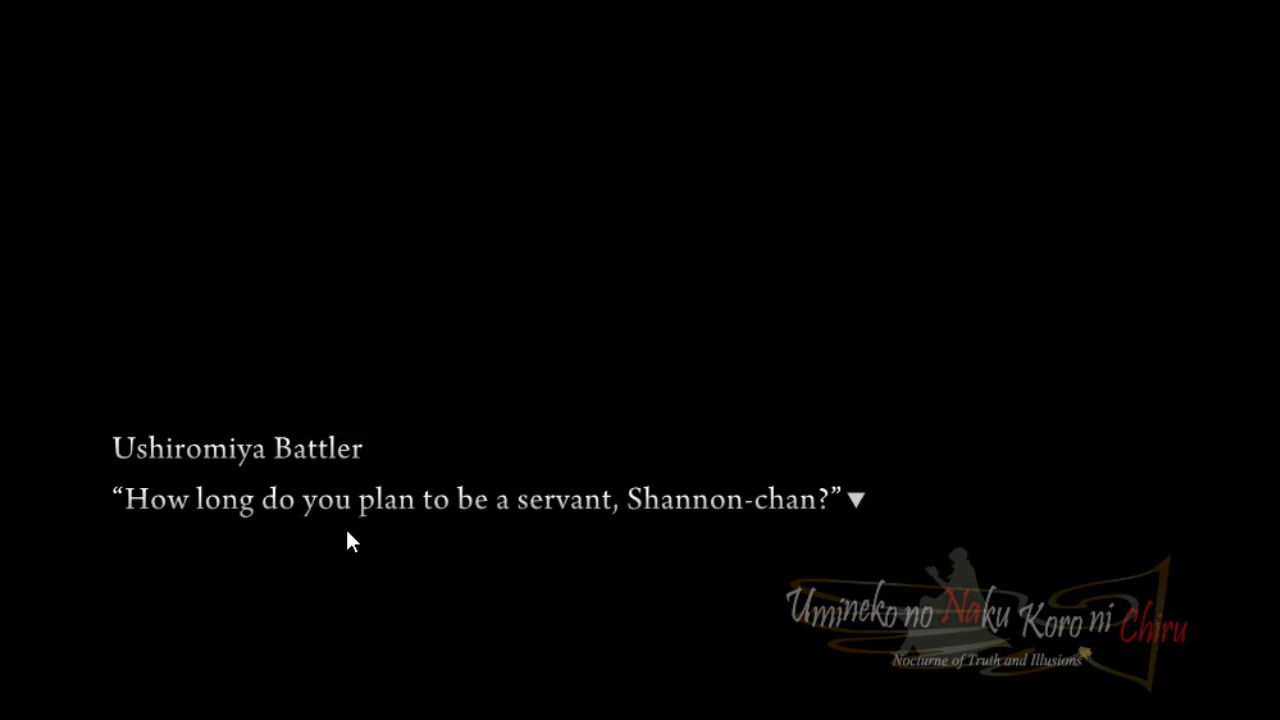 Ushiromiya Battler
“How long do you plan to be a servant, Shannon-chan?”
Umineko no Naku Koro ni Chiru
Nocturne of Truth and Illusions